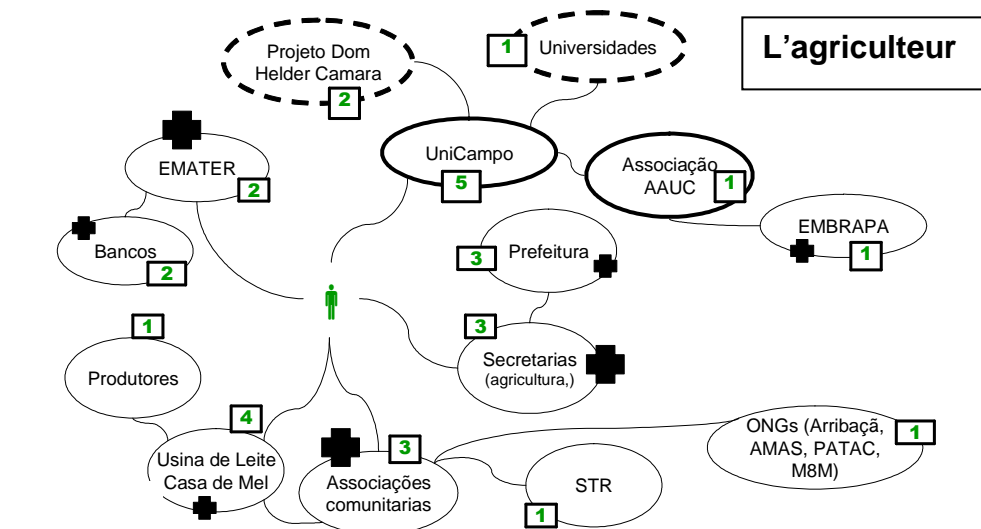 L'agriculteur
Projeto Dom
Helder Camara
2
1
Universidades
UniCampo
5
Associação
AAUC
1
EMATER
2
Bancos
2
EMBRAPA
1
Prefeitura
3
3
Secretarias
(agricultura,)
1
Produtores
4
Usina de Leite
Casa de Mel
3
Associações
comunitarias
STR
1
ONGs (Arribaçã,
AMAS, PATAC,
M8M)
1